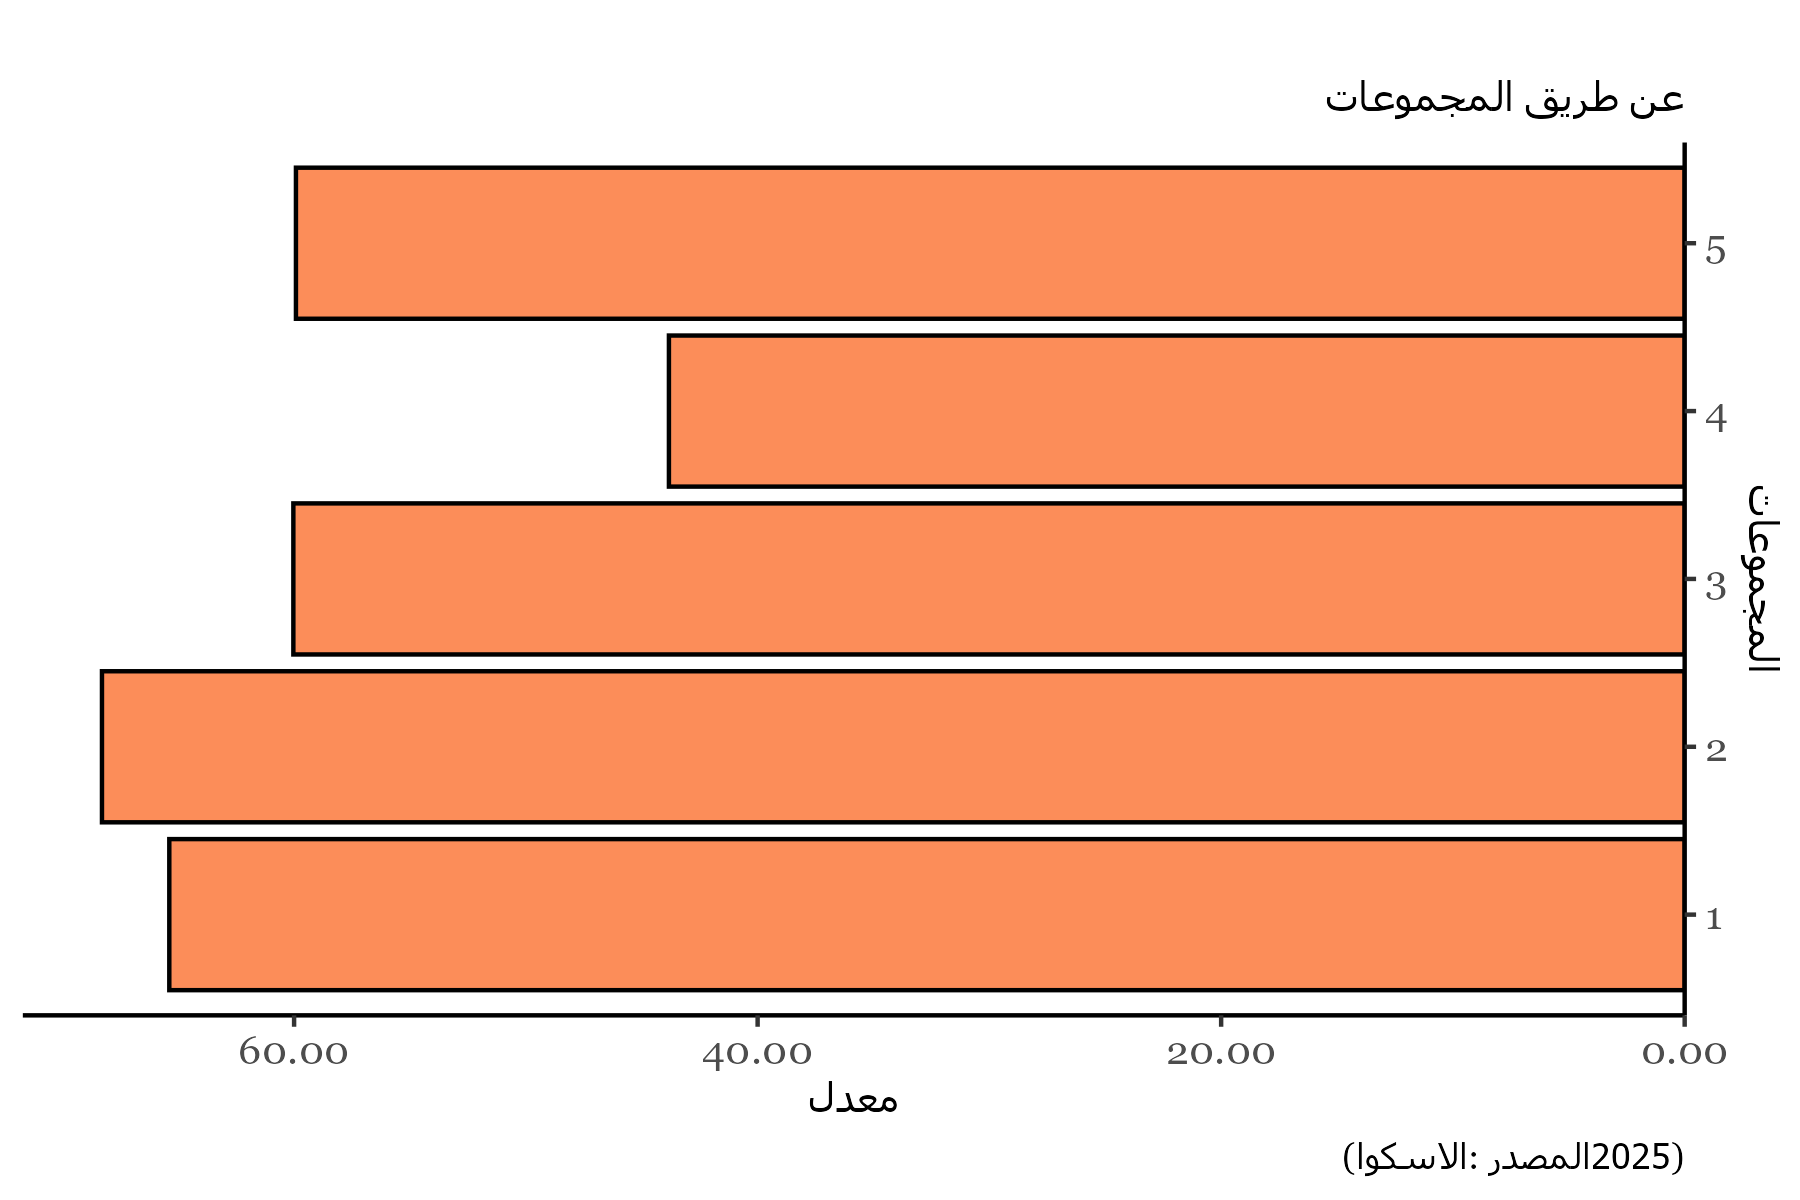 عن طريق المجموعات
5
4
3
2
1
المجموعات
60.00 40.00 20.00 0.00
معدل
(2025المصدر :الاسكوا)